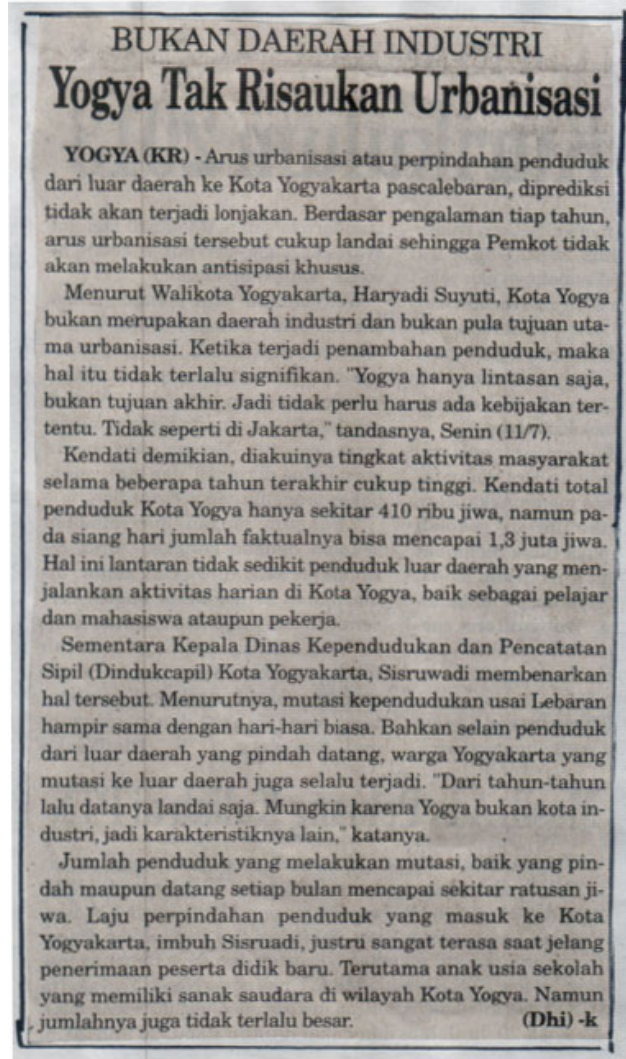 BUKAN DAERAH INDUSTRI
Yogya Tak Risaukan Urbanisasi
YOGYA (KR) - Arus urbanisasi atau perpindahan penduduk
dari luar daerah ke Kota Yogyakarta pascalebaran, diprediksi
tidak akan terjadi lonjakan. Berdasar pengalaman tiap tahun,
arus urbanisasi tersebut cukup landai sehingga Pemkot tidak
akan melakukan antisipasi khusus.
Menurut Walikota Yogyakarta, Haryadi Suyuti, Kota Yogya
bukan merupakan daerah industri dan bukan pula tujuan uta-
ma urbanisasi. Ketika terjadi penambahan penduduk, maka
hal itu tidak terlalu signifikan. "Yogya hanya lintasan saja,
bukan tujuan akhir. Jadi tidak perlu harus ada kebijakan ter-
tentu. Tidak seperti di Jakarta," tandasnya, Senin (11/7).
Kendati demikian, diakuinya tingkat aktivitas masyarakat
selama beberapa tahun terakhir cukup tinggi. Kendati total
penduduk Kota Yogya hanya sekitar 410 ribu jiwa, namun pa-
da siang hari jumlah faktualnya bisa mencapai 1,3 juta jiwa.
Hal ini lantaran tidak sedikit penduduk luar daerah yang men-
jalankan aktivitas harian di Kota Yogya, baik sebagai pelajar
dan mahasiswa ataupun pekerja.
Sementara Kepala Dinas Kependudukan dan Pencatatan
Sipil (Dindukcapil) Kota Yogyakarta, Sisruwadi membenarkan
hal tersebut. Menurutnya, mutasi kependudukan usai Lebaran
hampir sama dengan hari-hari biasa. Bahkan selain penduduk
dari luar daerah yang pindah datang, warga Yogyakarta yang
mutasi ke luar daerah juga selalu terjadi. "Dari tahun-tahun
lalu datanya landai saja. Mungkin karena Yogya bukan kota in-
dustri, jadi karakteristiknya lain," katanya.
Jumlah penduduk yang melakukan mutasi, baik yang pin-
dah maupun datang setiap bulan mencapai sekitar ratusan ji-
wa. Laju perpindahan penduduk yang masuk ke Kota
Yogyakarta, imbuh Sisruadi, justru sangat terasa saat jelang
penerimaan peserta didik baru. Terutama anak usia sekolah
yang memiliki sanak saudara di wilayah Kota Yogya. Namun
jumlahnya juga tidak terlalu besar. (Dhi) -k